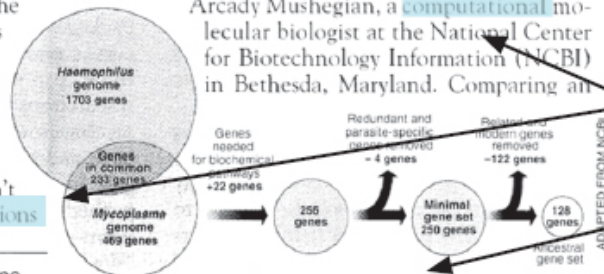 he
Arcady Mushegian, a computational mo-
lecular biologist at the National Center
for Biotechnology Information (NCBI)
in Bethesda, Maryland. Comparing an
Haemophilus
genome
1703 genes
Genes
in common
233 genes
Mycoplasma
genome
469 genes
Genes
needed
for biochemical
pathways
+22 genes
256
genes
Redundant and
parasite-specific
genes removed
- 4 genes
Minimal
gene set
250 genes
Related and
modern genes
removed
-122 genes
128
genes
Ancestral
gene set
ADAPTED FROM NCBI
n't
ions